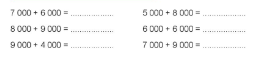 7 000 + 6 000 = ................... 5 000 + 8 000 = ...................
8 000 + 9 000 = ................... 6 000 + 6 000 = ...................
9 000 + 4 000 = ................... 7 000 + 9 000 = ...................